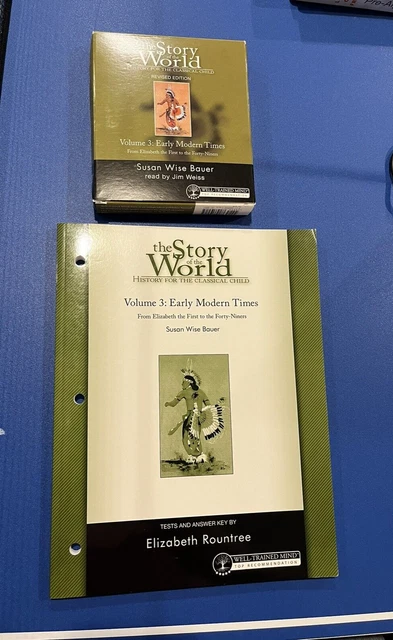 the Story
of the
World
HISTORY FOR THE CLASSICAL CHILD
REVISED EDITION
Volume 3: Early Modern Times
From Elizabeth the First to the Forty-Niners
Susan Wise Bauer
read by Jim Weiss
WELL-TRAINED MIND
TOP RECOMMENDATION
the Story
of the
World
HISTORY FOR THE CLASSICAL CHILD
Volume 3: Early Modern Times
From Elizabeth the First to the Forty-Niners
Susan Wise Bauer
TESTS AND ANSWER KEY BY
Elizabeth Rountree
WELL-TRAINED MIND
TOP RECOMMENDATION